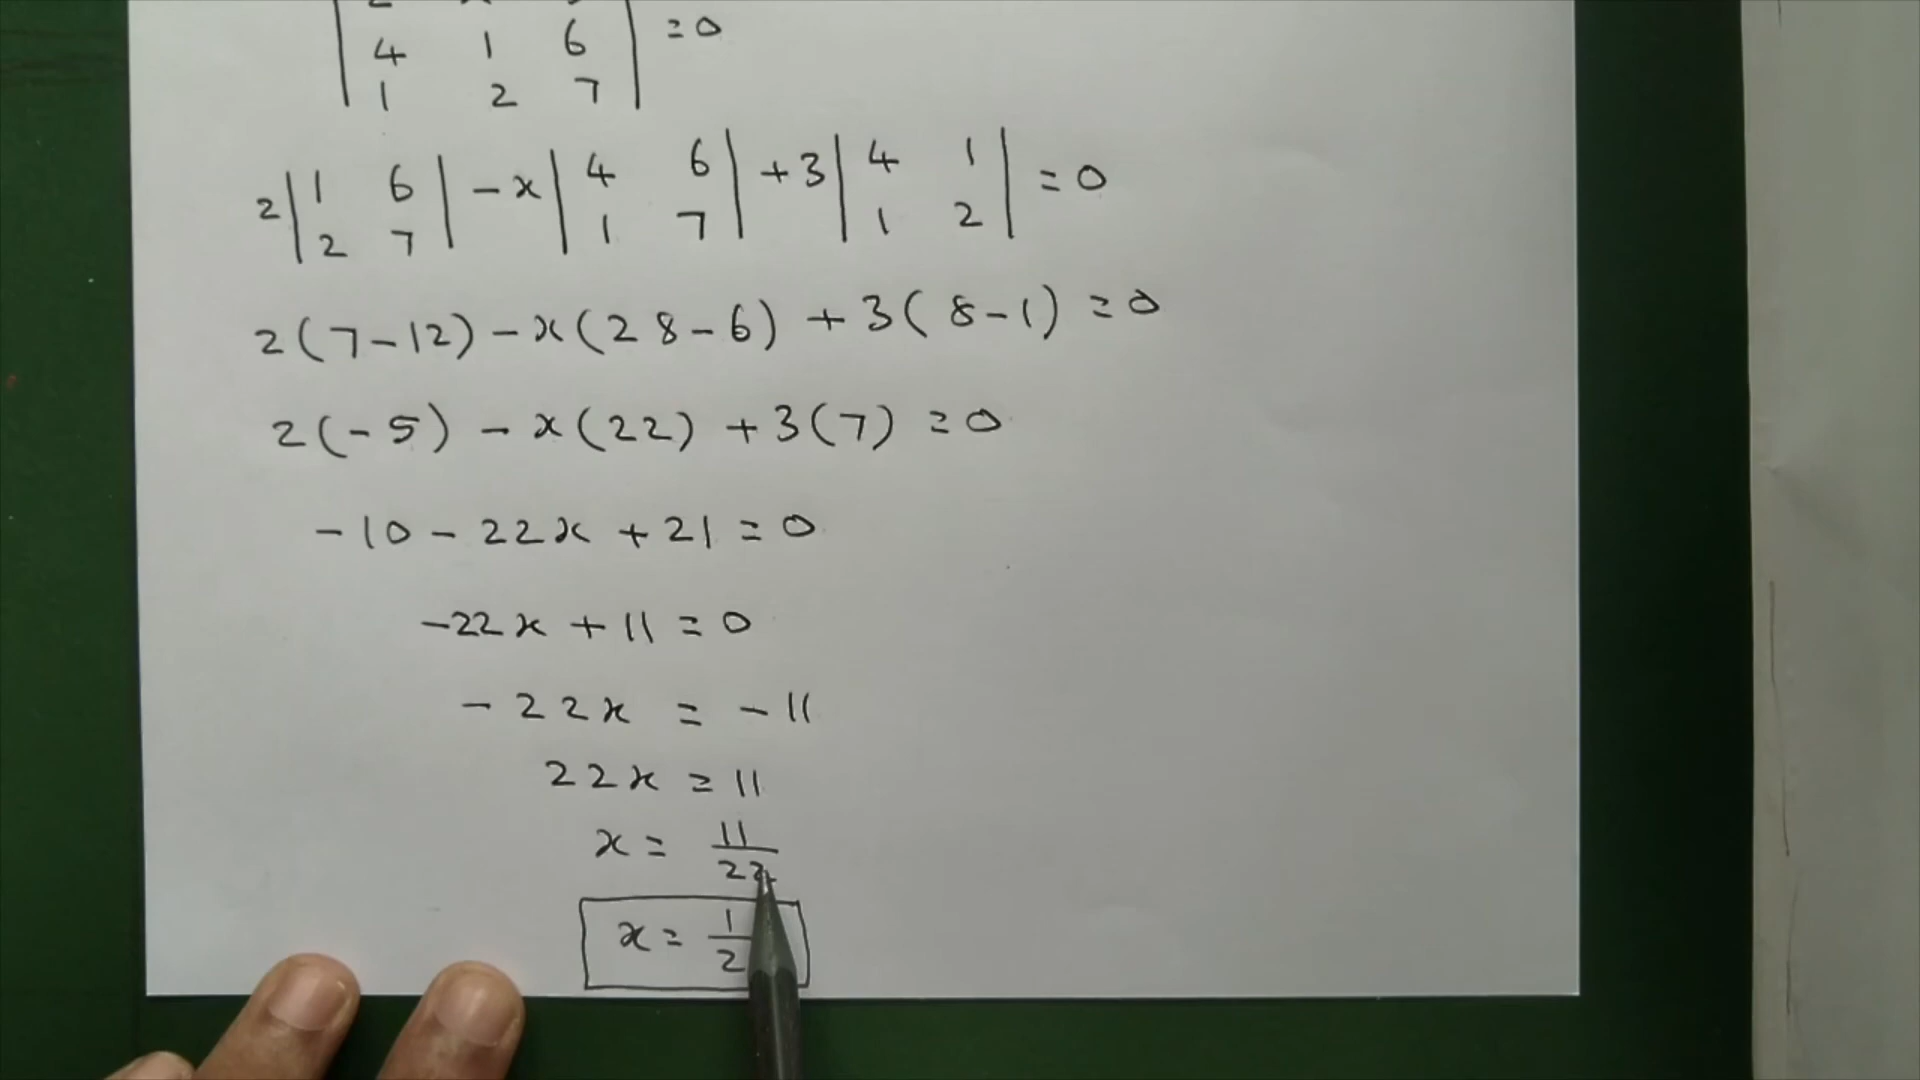 4 1 6 = 0
1 2 7
2 | 1 6 | - x | 4 6 | + 3 | 4 1 | = 0
2 7 1 7 1 2
2(7-12) - x(28-6) + 3(8-1) = 0
2(-5) - x(22) + 3(7) = 0
-10 - 22x + 21 = 0
-22x + 11 = 0
-22x = -11
22x = 11
x = 11/22
x = 1/2